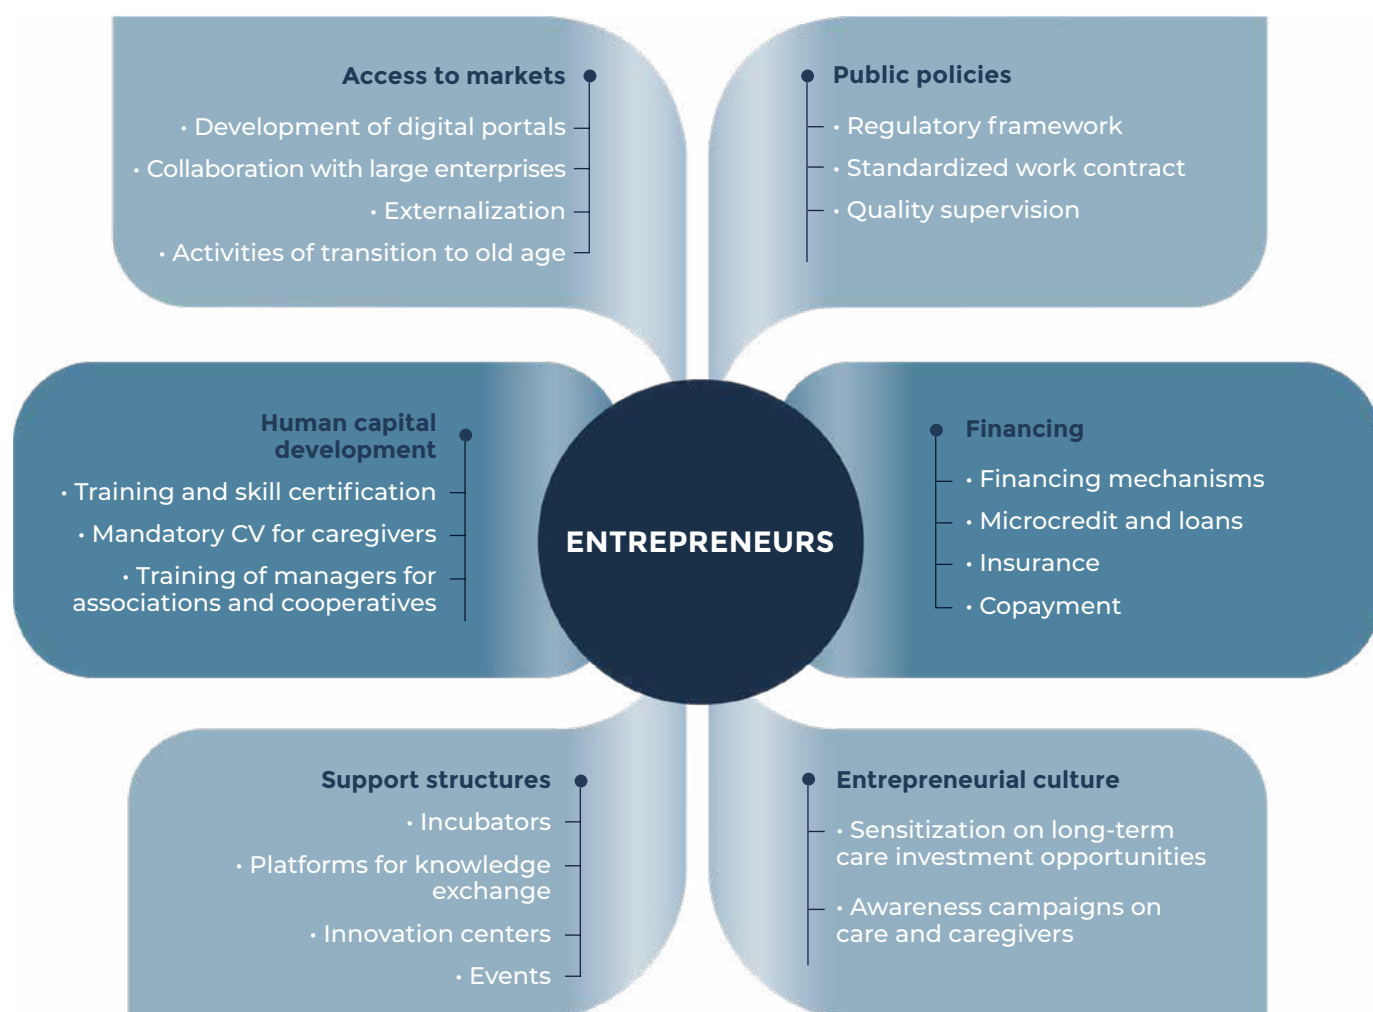 Access to markets
• Development of digital portals
• Collaboration with large enterprises
• Externalization
• Activities of transition to old age
Public policies
• Regulatory framework
• Standardized work contract
• Quality supervision
Human capital
development
• Training and skill certification
• Mandatory CV for caregivers
• Training of managers for
associations and cooperatives
ENTREPRENEURS
Financing
• Financing mechanisms
• Microcredit and loans
• Insurance
• Copayment
Support structures
• Incubators
• Platforms for knowledge
exchange
• Innovation centers
• Events
Entrepreneurial culture
• Sensitization on long-term
care investment opportunities
• Awareness campaigns on
care and caregivers